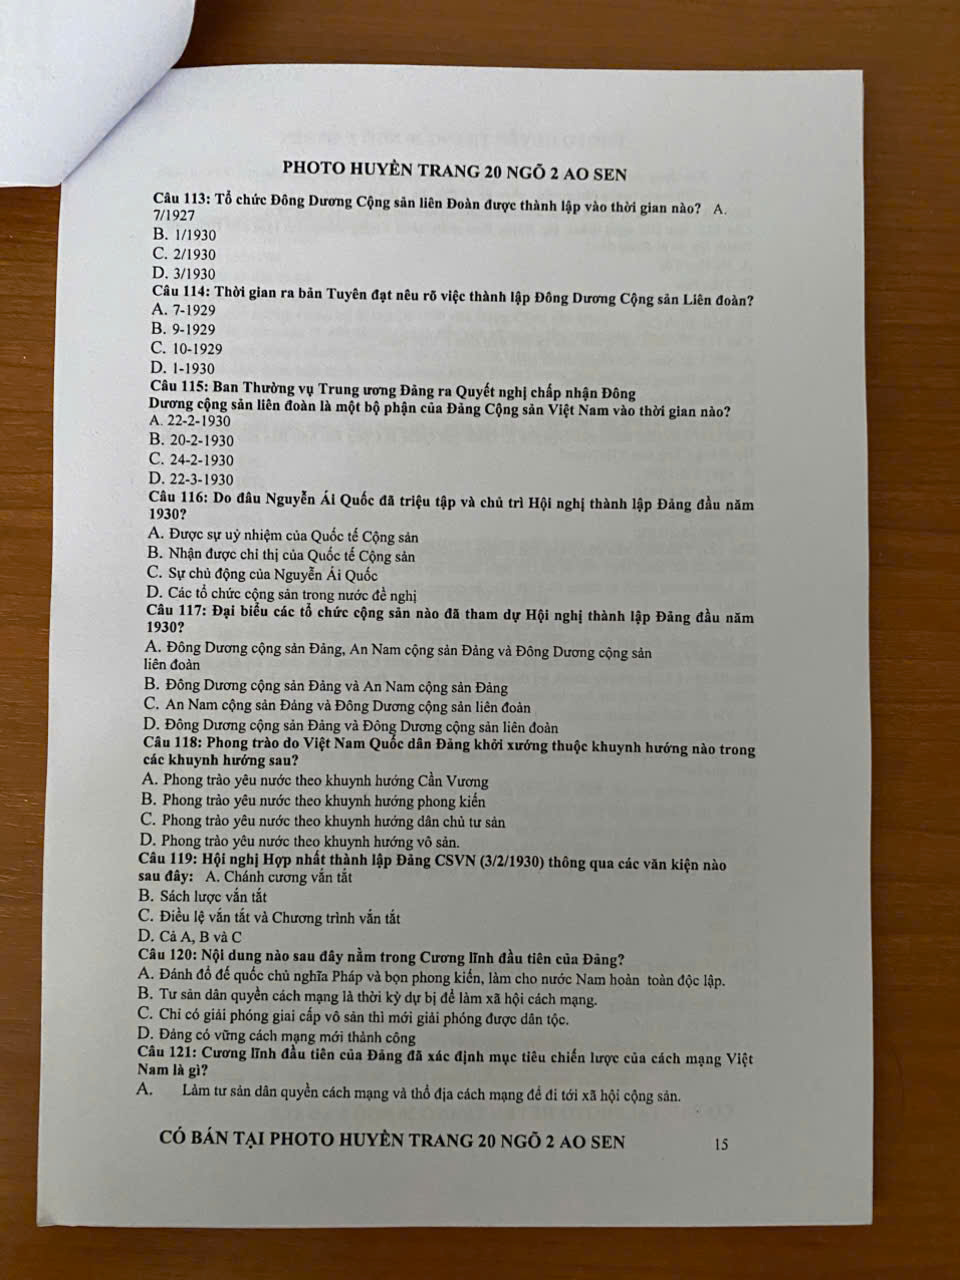 PHOTO HUYỀN TRANG 20 NGÕ 2 AO SEN
Câu 113: Tổ chức Đông Dương Cộng sản liên Đoàn được thành lập vào thời gian nào? A.
7/1927
B. 1/1930
C. 2/1930
D. 3/1930
Câu 114: Thời gian ra bản Tuyên đạt nêu rõ việc thành lập Đông Dương Cộng sản Liên đoàn?
A. 7-1929
B. 9-1929
C. 10-1929
D. 1-1930
Câu 115: Ban Thường vụ Trung ương Đảng ra Quyết nghị chấp nhận Đông
Dương cộng sản liên đoàn là một bộ phận của Đảng Cộng sản Việt Nam vào thời gian nào?
A. 22-2-1930
B. 20-2-1930
C. 24-2-1930
D. 22-3-1930
Câu 116: Do đâu Nguyễn Ái Quốc đã triệu tập và chủ trì Hội nghị thành lập Đảng đầu năm
1930?
A. Được sự uỷ nhiệm của Quốc tế Cộng sản
B. Nhận được chỉ thị của Quốc tế Cộng sản
C. Sự chủ động của Nguyễn Ái Quốc
D. Các tổ chức cộng sản trong nước đề nghị
Câu 117: Đại biểu các tổ chức cộng sản nào đã tham dự Hội nghị thành lập Đảng đầu năm
1930?
A. Đông Dương cộng sản Đảng, An Nam cộng sản Đảng và Đông Dương cộng sản
liên đoàn
B. Đông Dương cộng sản Đảng và An Nam cộng sản Đảng
C. An Nam cộng sản Đảng và Đông Dương cộng sản liên đoàn
D. Đông Dương cộng sản Đảng và Đông Dương cộng sản liên đoàn
Câu 118: Phong trào do Việt Nam Quốc dân Đảng khởi xướng thuộc khuynh hướng nào trong
các khuynh hướng sau?
A. Phong trào yêu nước theo khuynh hướng Cần Vương
B. Phong trào yêu nước theo khuynh hướng phong kiến
C. Phong trào yêu nước theo khuynh hướng dân chủ tư sản
D. Phong trào yêu nước theo khuynh hướng vô sản.
Câu 119: Hội nghị Hợp nhất thành lập Đảng CSVN (3/2/1930) thông qua các văn kiện nào
sau đây: A. Chánh cương vắn tắt
B. Sách lược vắn tắt
C. Điều lệ vắn tắt và Chương trình vắn tắt
D. Cả A, B và C
Câu 120: Nội dung nào sau đây nằm trong Cương lĩnh đầu tiên của Đảng?
A. Đánh đổ đế quốc chủ nghĩa Pháp và bọn phong kiến, làm cho nước Nam hoàn toàn độc lập.
B. Tư sản dân quyền cách mạng là thời kỳ dự bị để làm xã hội cách mạng.
C. Chỉ có giải phóng giai cấp vô sản thì mới giải phóng được dân tộc.
D. Đảng có vững cách mạng mới thành công
Câu 121: Cương lĩnh đầu tiên của Đảng đã xác định mục tiêu chiến lược của cách mạng Việt
Nam là gì?
A. Làm tư sản dân quyền cách mạng và thổ địa cách mạng để đi tới xã hội cộng sản.
CÓ BÁN TẠI PHOTO HUYỀN TRANG 20 NGÕ 2 AO SEN 15